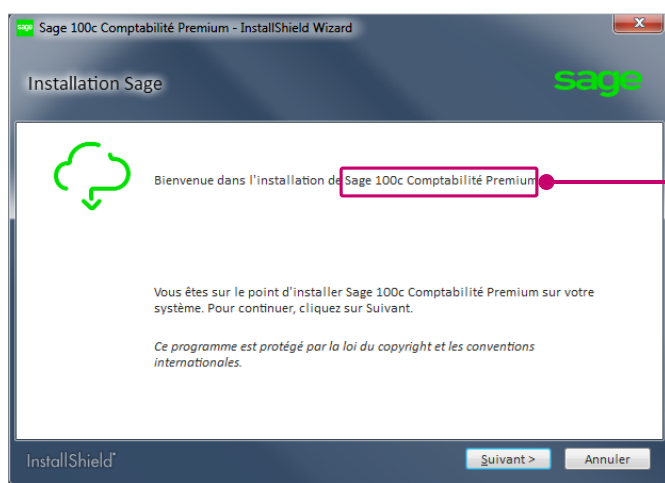 sage Sage 100c Comptabilité Premium - InstallShield Wizard
Installation Sage
sage
Bienvenue dans l'installation de Sage 100c Comptabilité Premium
Vous êtes sur le point d'installer Sage 100c Comptabilité Premium sur votre
système. Pour continuer, cliquez sur Suivant.
Ce programme est protégé par la loi du copyright et les conventions
internationales.
InstallShield
Suivant >
Annuler